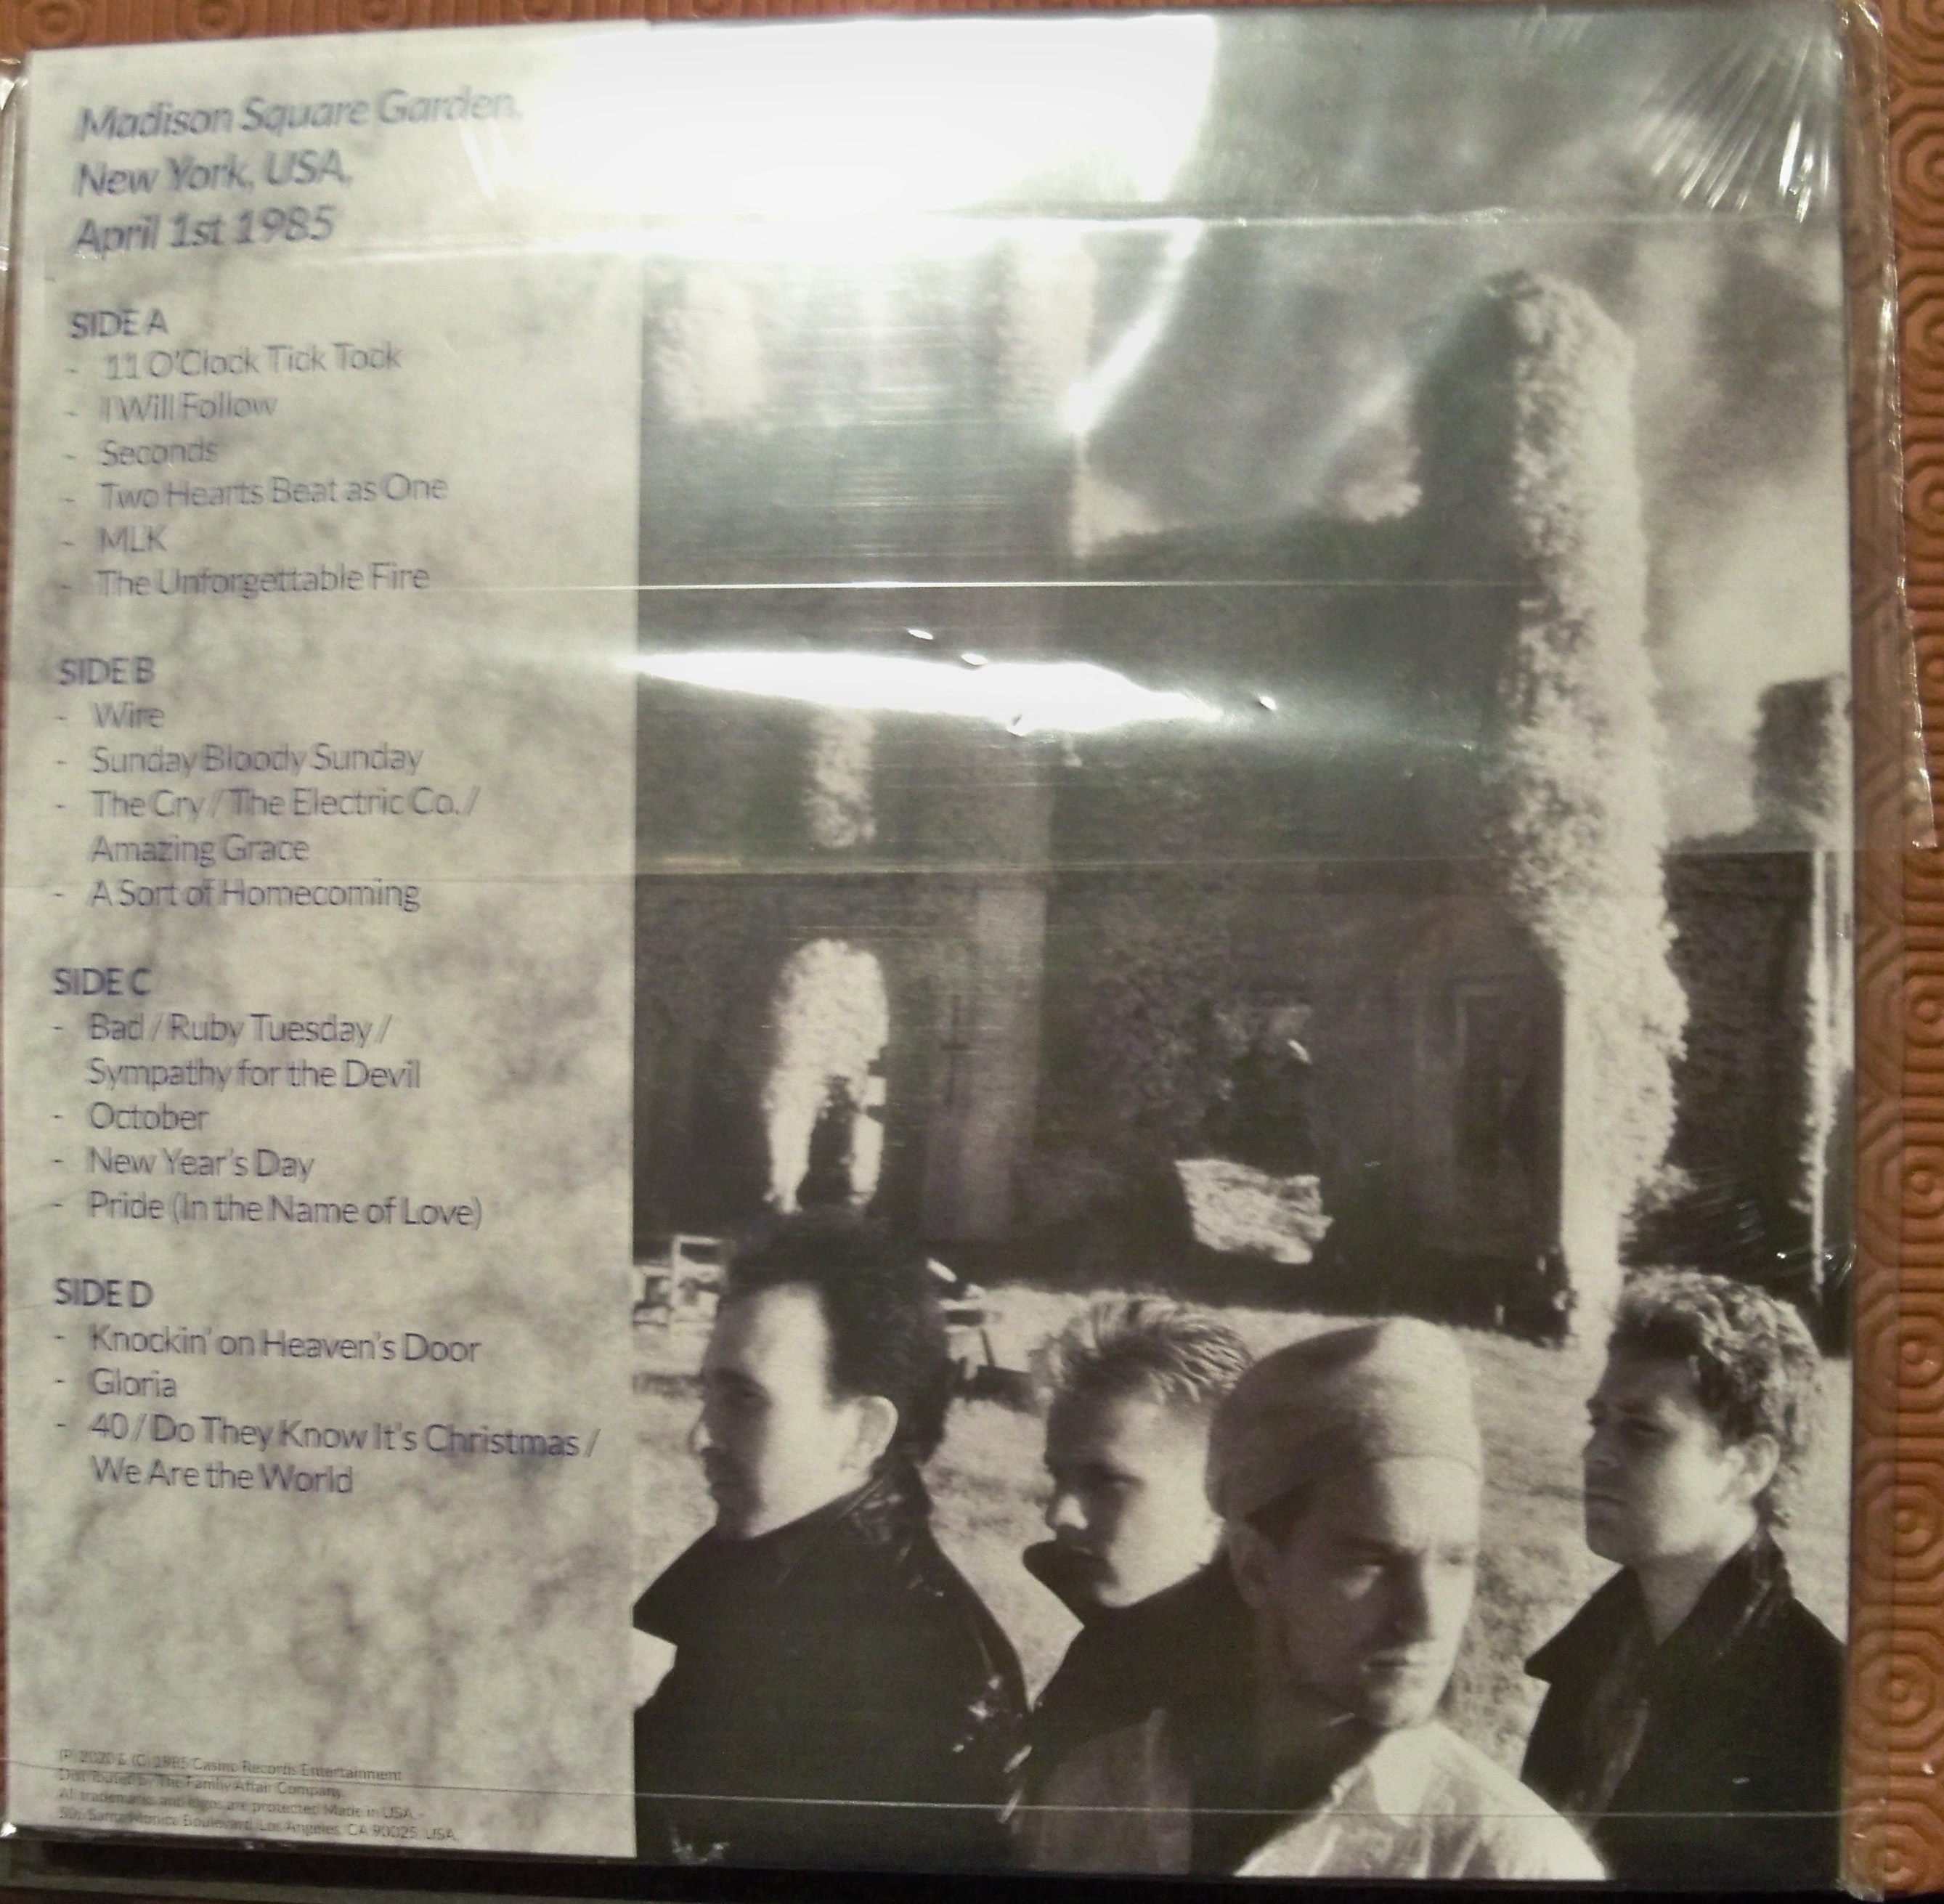 Madison Square Garden,
New York, USA,
April 1st 1985
SIDE A
- 11 O'Clock Tick Tock
- I Will Follow
- Seconds
- Two Hearts Beat as One
- MLK
- The Unforgettable Fire
SIDE B
- Wire
- Sunday Bloody Sunday
- The Cry / The Electric Co. /
Amazing Grace
- A Sort of Homecoming
SIDE C
- Bad / Ruby Tuesday /
Sympathy for the Devil
- October
- New Year's Day
- Pride (In the Name of Love)
SIDE D
- Knockin' on Heaven's Door
- Gloria
- 40 / Do They Know It's Christmas /
We Are the World
(P) 2020 & (C) 1985 Casino Records Entertainment
Distributed by The Family Affair Company
All trademarks and logos are protected Made in USA -
Santa Monica Boulevard, Los Angeles, CA 90025, USA